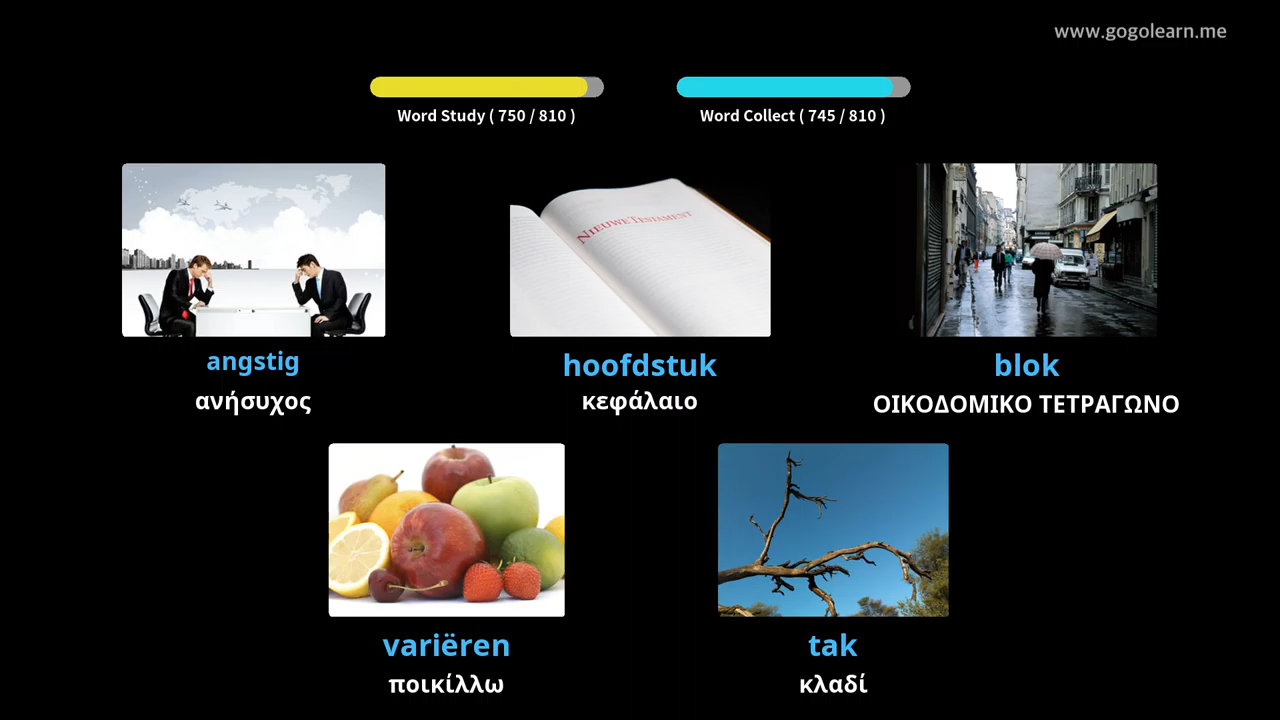 www.gogolearn.me
Word Study ( 750 / 810 )
Word Collect ( 745 / 810 )
NIEUWE TESTAMENT
angstig
ανήσυχος
hoofdstuk
κεφάλαιο
blok
ΟΙΚΟΔΟΜΙΚΟ ΤΕΤΡΑΓΩΝΟ
variëren
ποικίλλω
tak
κλαδί